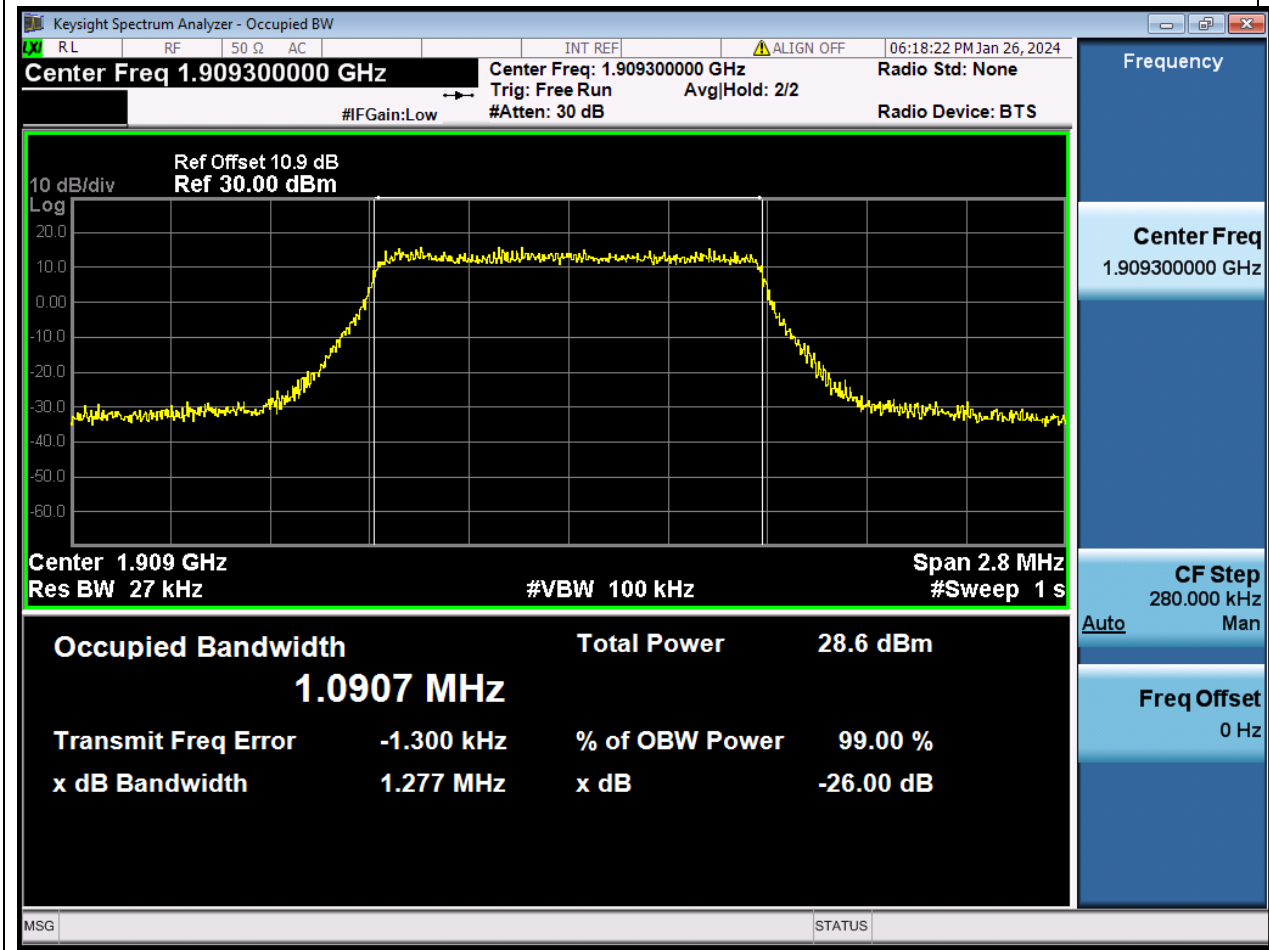 Keysight Spectrum Analyzer - Occupied BW
LXI RL RF 50 Ω AC INT REF ALIGN OFF 06:18:22 PM Jan 26, 2024
Center Freq 1.909300000 GHz
Center Freq: 1.909300000 GHz
Radio Std: None
Trig: Free Run Avg|Hold: 2/2
#IFGain:Low
#Atten: 30 dB
Radio Device: BTS
Ref Offset 10.9 dB
10 dB/div Ref 30.00 dBm
Log
20.0
10.0
0.00
-10.0
-20.0
-30.0
-40.0
-50.0
-60.0
Center 1.909 GHz Span 2.8 MHz
Res BW 27 kHz #VBW 100 kHz #Sweep 1 s
Occupied Bandwidth Total Power 28.6 dBm
1.0907 MHz
Transmit Freq Error -1.300 kHz % of OBW Power 99.00 %
x dB Bandwidth 1.277 MHz x dB -26.00 dB
Frequency
Center Freq
1.909300000 GHz
CF Step
280.000 kHz
Auto Man
Freq Offset
0 Hz
MSG STATUS